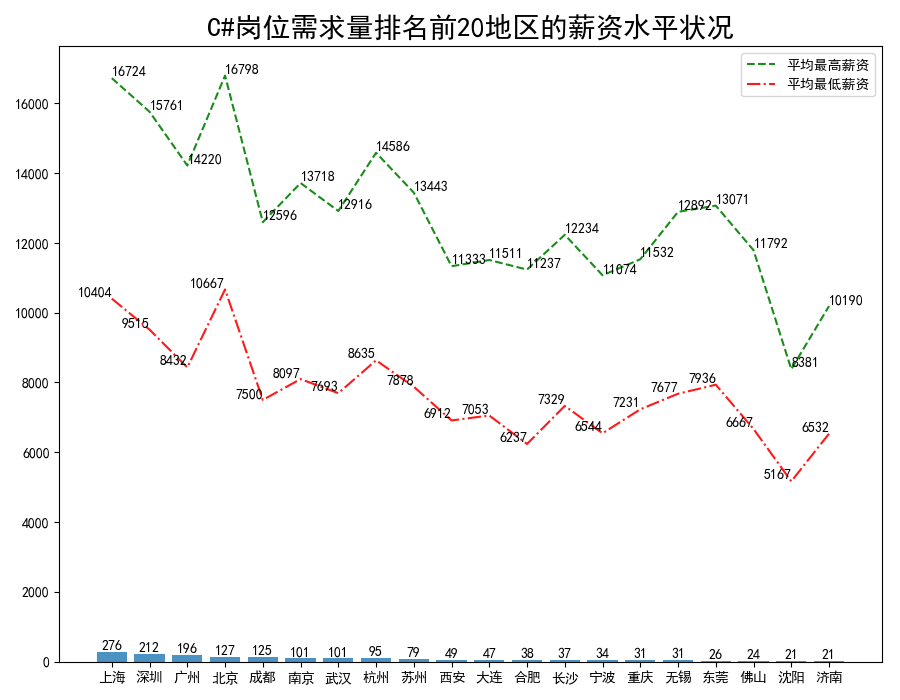 C#岗位需求量排名前20地区的薪资水平状况
平均最高薪资
平均最低薪资
16000
14000
12000
10000
8000
6000
4000
2000
0
16724 15761 14220 16798 12596 13718 12916 14586 13443 11333 11511 11237 12234 11074 11532 12892 13071 11792 8381 10190
10404 9515 8432 10667 7500 8097 7693 8635 7878 6912 7053 6237 7329 6544 7231 7677 7936 6667 5167 6532
276 212 196 127 125 101 101 95 79 49 47 38 37 34 31 31 26 24 21 21
上海 深圳 广州 北京 成都 南京 武汉 杭州 苏州 西安 大连 合肥 长沙 宁波 重庆 无锡 东莞 佛山 沈阳 济南